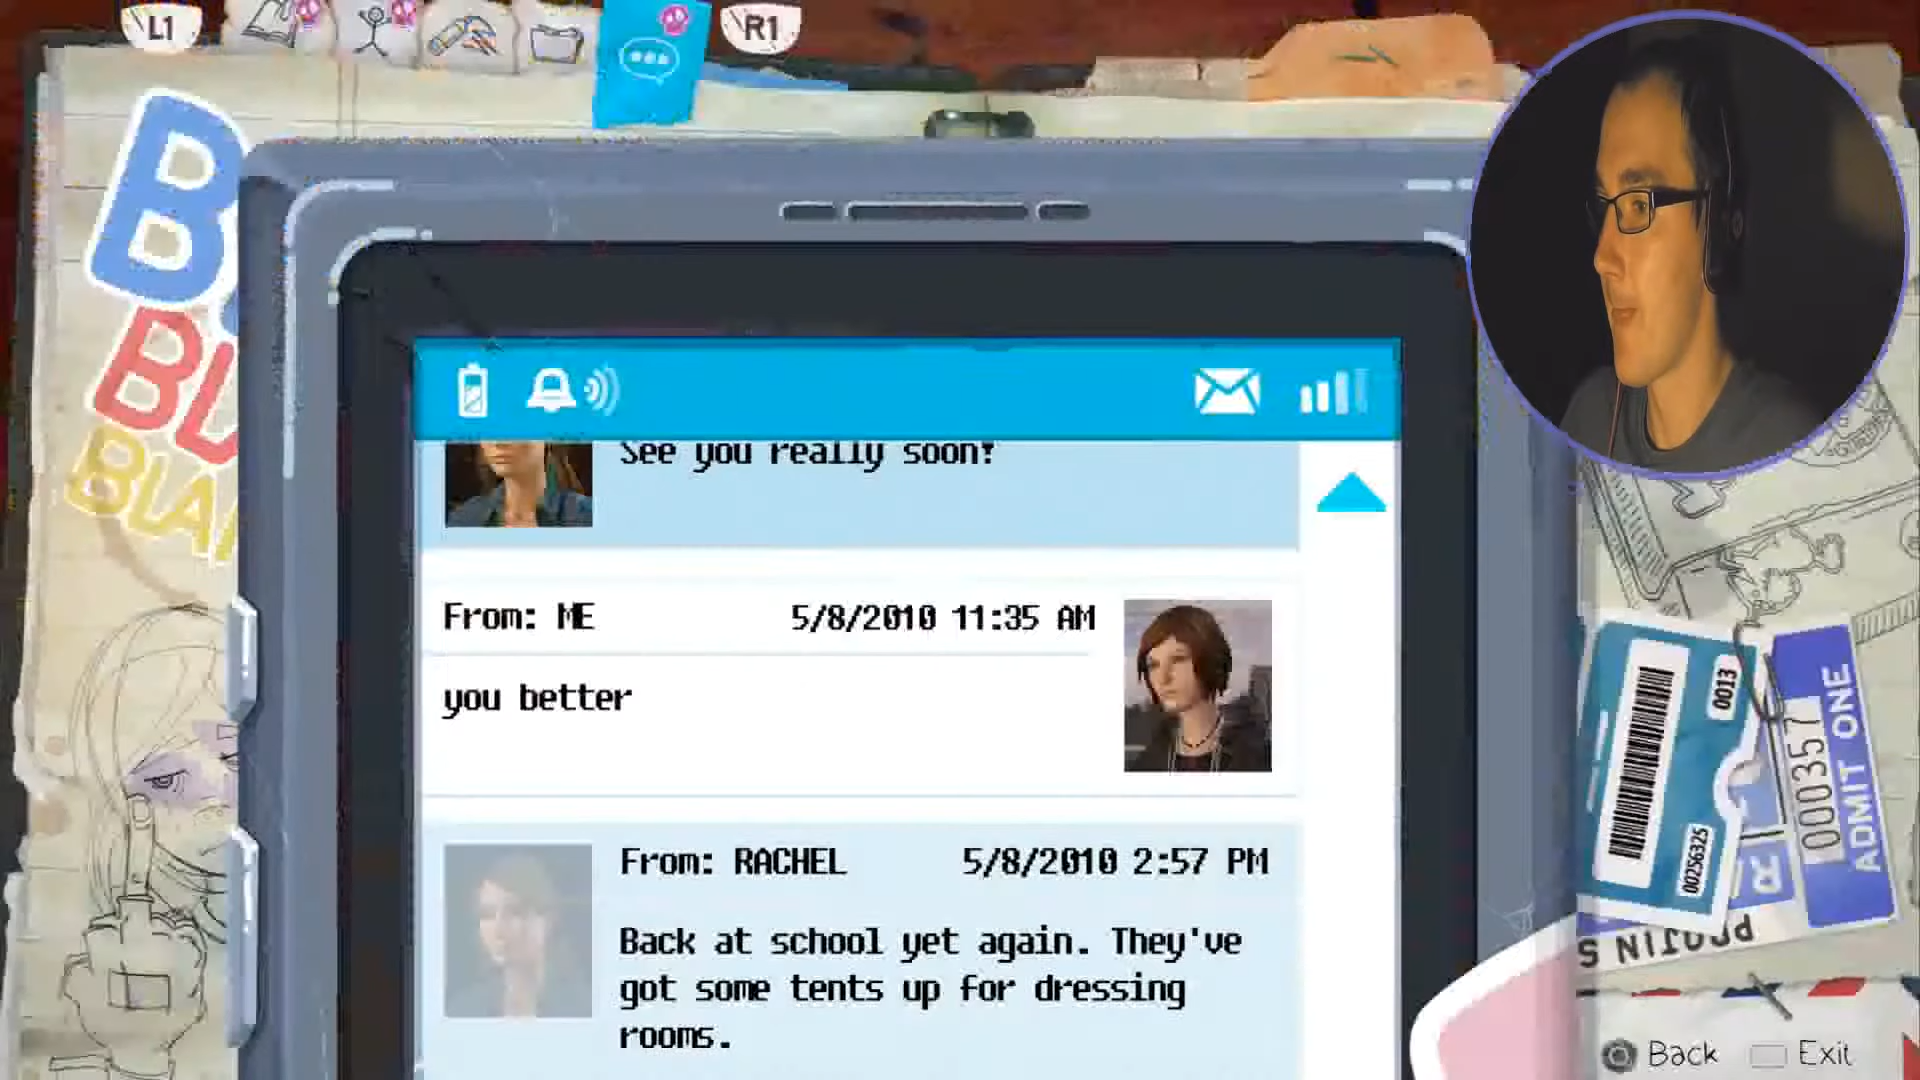 L1
R1
BL
BLA
See you really soon!
From: ME 5/8/2010 11:35 AM
you better
From: RACHEL 5/8/2010 2:57 PM
Back at school yet again. They've
got some tents up for dressing
rooms.
0013
00256325
000357
ADMIT ONE
Back
Exit